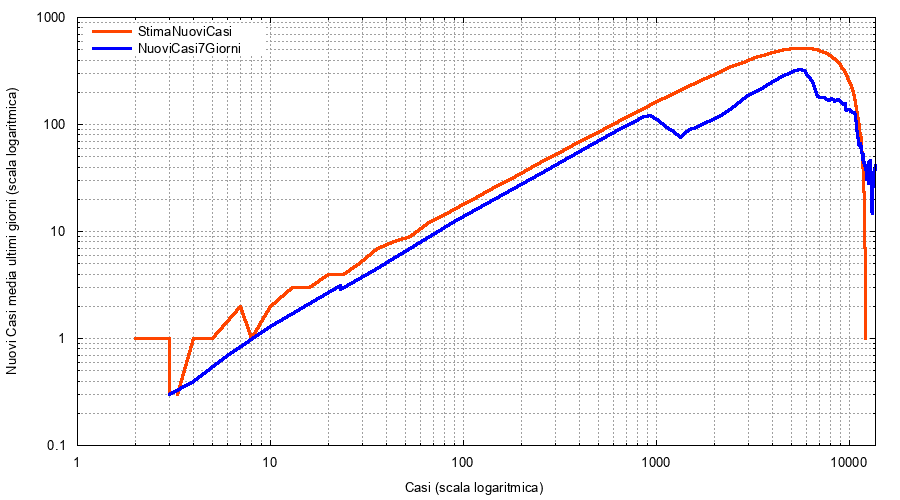 1000
100
10
1
0.1
StimaNuoviCasi
NuoviCasi7Giorni
Nuovi Casi media ultimi giorni (scala logaritmica)
1 10 100 1000 10000
Casi (scala logaritmica)